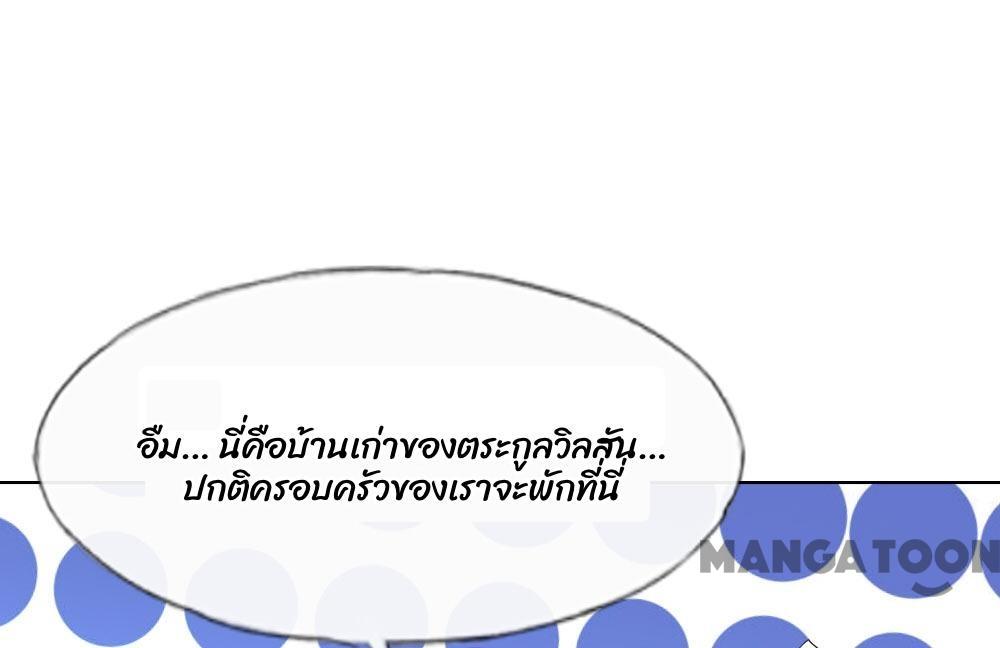 อืม... นี่คือบ้านเก่าของตระกูลวิลสัน...
ปกติครอบครัวของเราจะพักที่นี่
MANGATOON